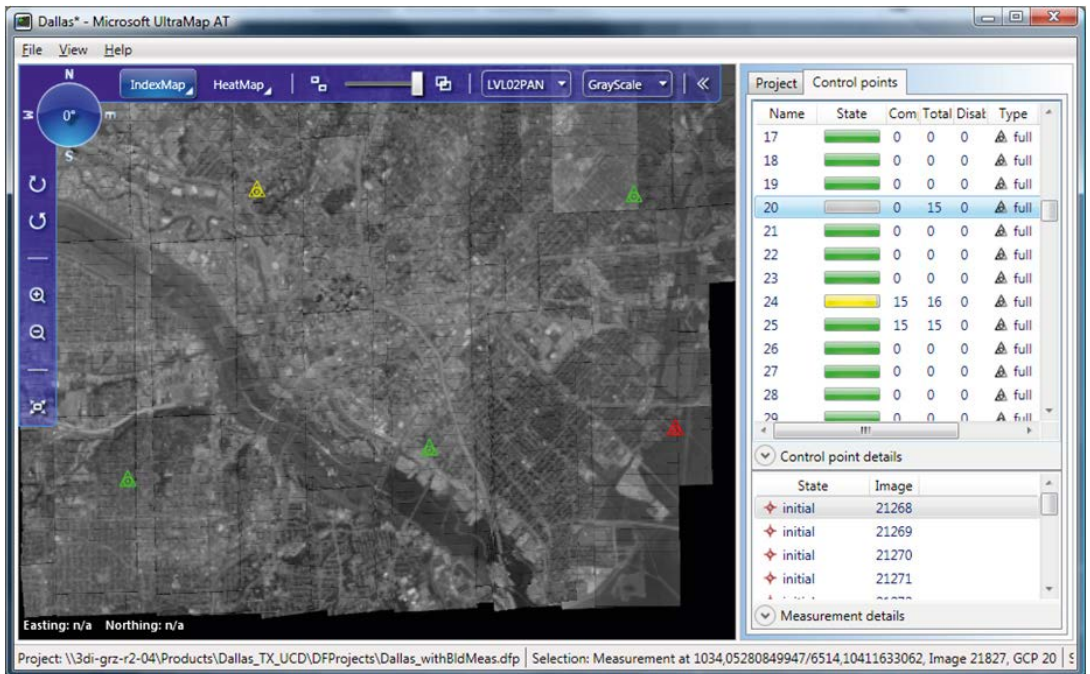 Dallas* - Microsoft UltraMap AT
File View Help
N
0°
S
IndexMap HeatMap LVL02PAN GrayScale «
Project Control points
Name State Com Total Disak Type
17 0 0 0 full
18 0 0 0 full
19 0 0 0 full
20 0 15 0 full
21 0 0 0 full
22 0 0 0 full
23 0 0 0 full
24 15 16 0 full
25 15 15 0 full
26 0 0 0 full
27 0 0 0 full
28 0 0 0 full
29 0 0 0 full
Control point details
State Image
initial 21268
initial 21269
initial 21270
initial 21271
Measurement details
Easting: n/a Northing: n/a
Project: \\3di-grz-r2-04\Products\Dallas_TX_UCD\DFProjects\Dallas_withBldMeas.dfp Selection: Measurement at 1034,05280849947/6514,10411633062, Image 21827, GCP 20 S